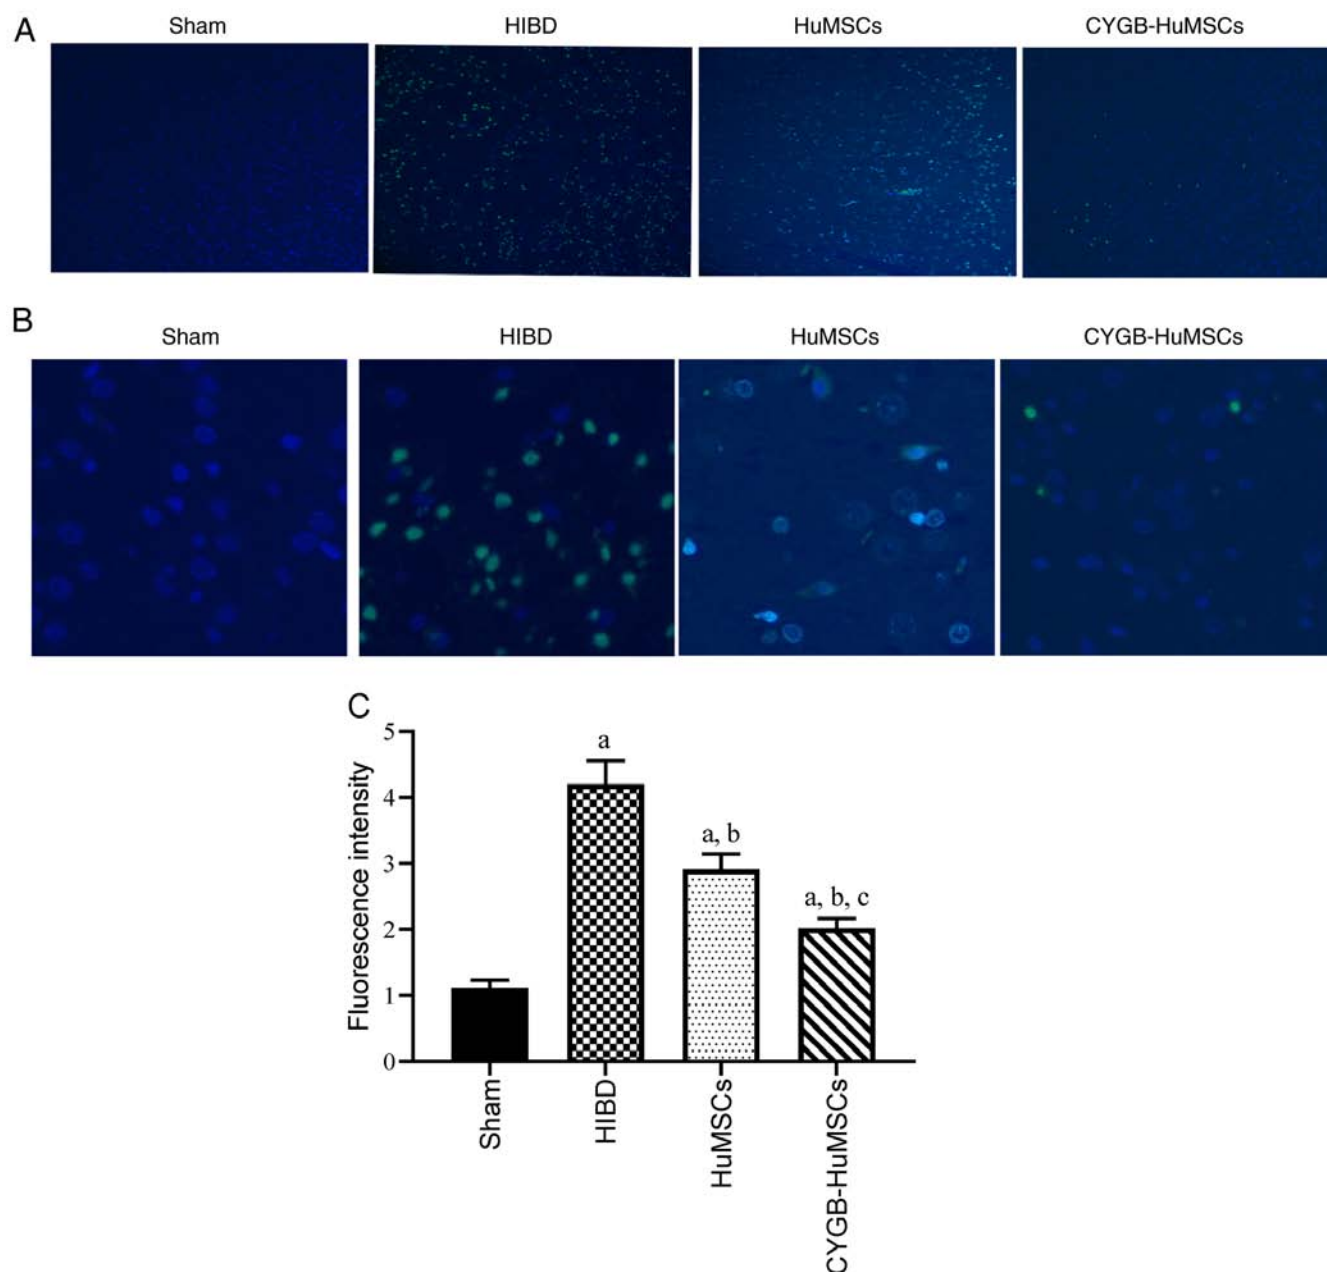 A
Sham HIBD HuMSCs CYGB-HuMSCs
B
Sham HIBD HuMSCs CYGB-HuMSCs
C
Fluorescence intensity
5
4
3
2
1
0
a
a, b
a, b, c
Sham
HIBD
HuMSCs
CYGB-HuMSCs